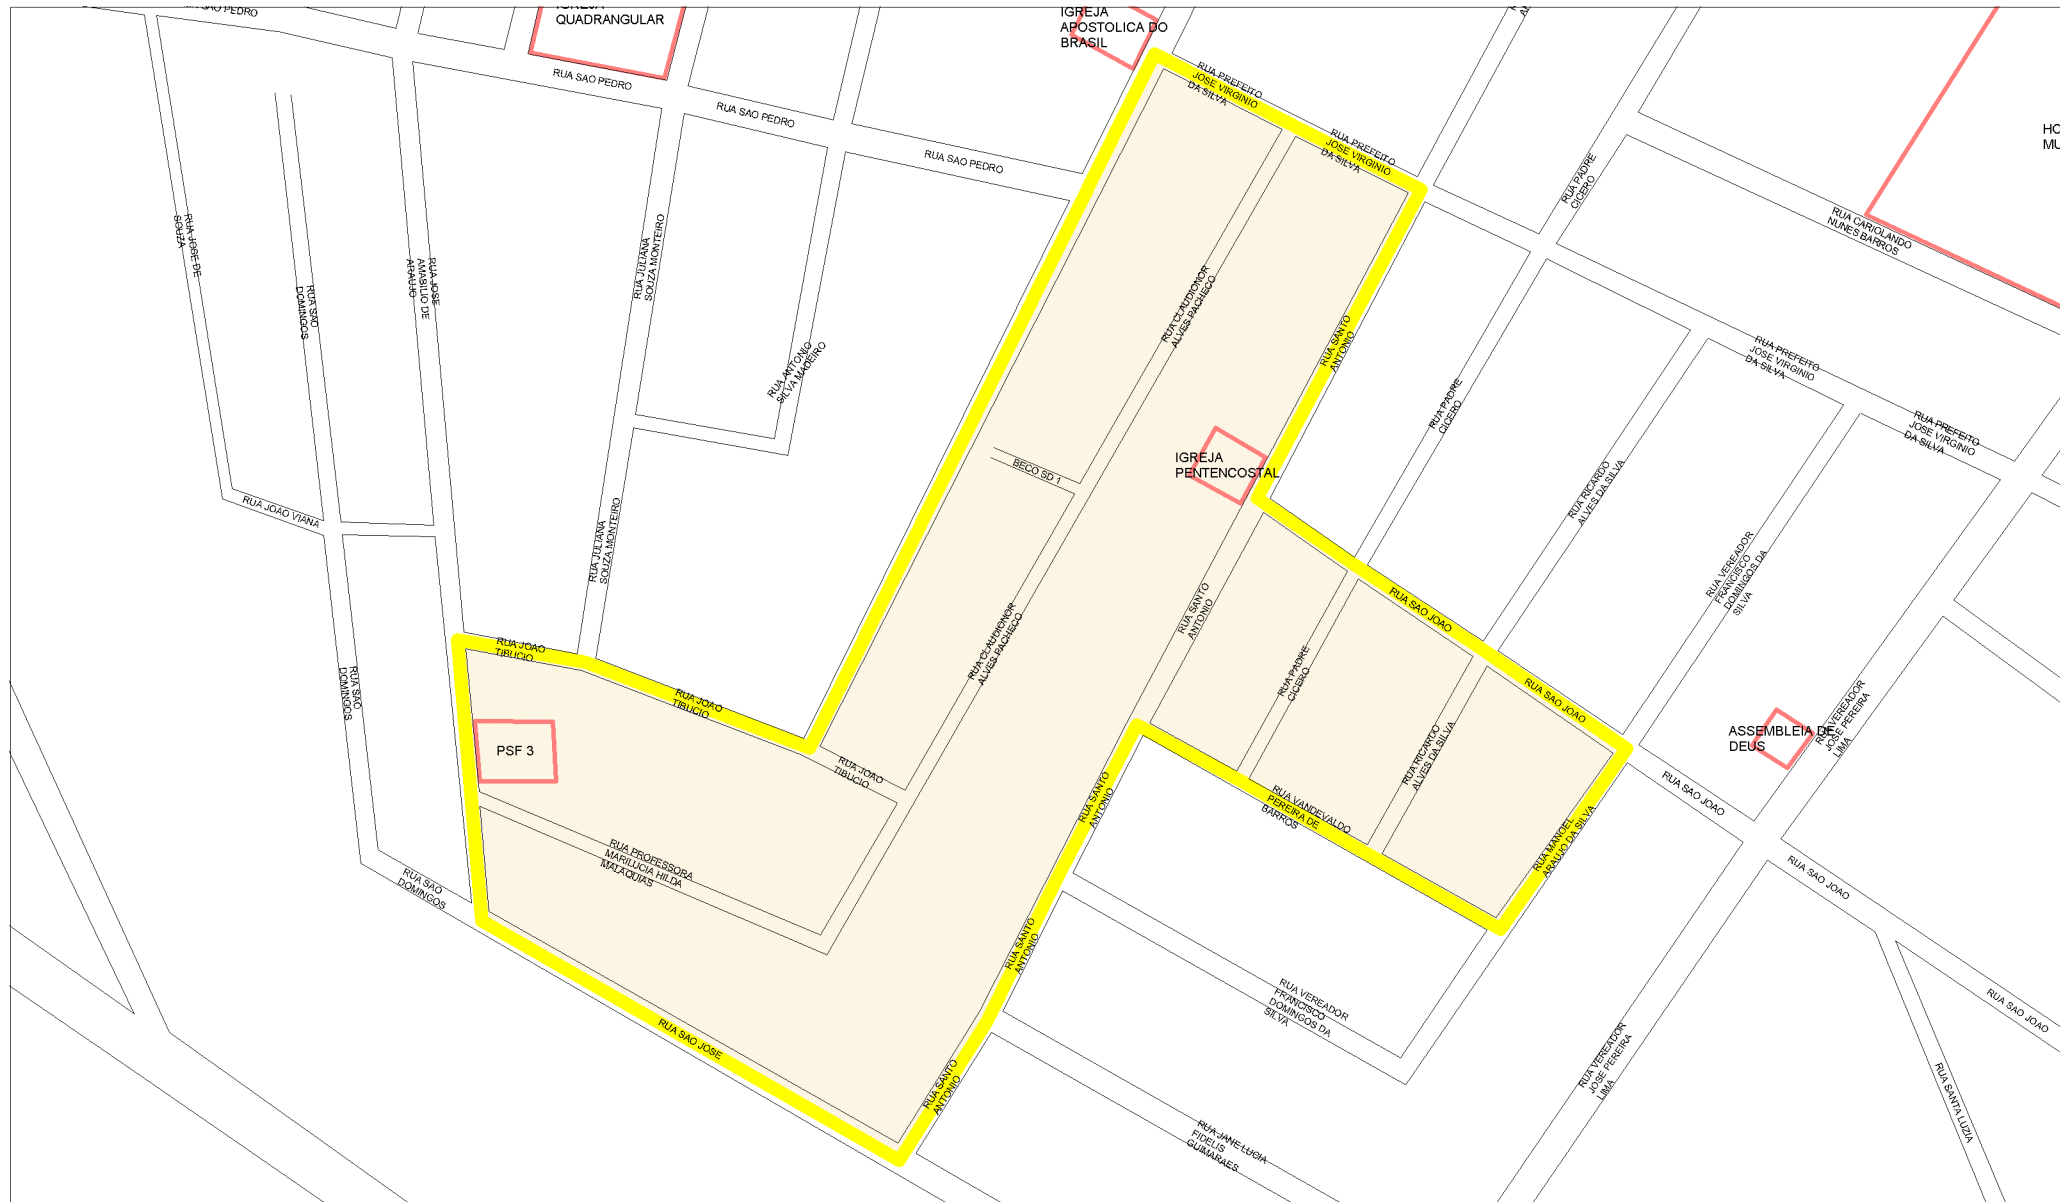 SAO PEDRO
IGREJA
QUADRANGULAR
IGREJA
APOSTOLICA DO
BRASIL
RUA SAO PEDRO
RUA SAO PEDRO
RUA SAO PEDRO
RUA PREFEITO
JOSE VIRGINIO
DA SILVA
RUA PREFEITO
JOSE VIRGINIO
DA SILVA
HO
MU
RUA PADRE
CICERO
RUA CARIOLANDO
NUNES BARROS
RUA JOSE DE
SOUZA
RUA SAO
DOMINGOS
RUA JOSE
AMABILIO DE
ARAUJO
RUA JULIANA
SOUZA MONTEIRO
RUA ANTONIO
SILVA MADEIRO
RUA CLAUDIONOR
ALVES PACHECO
RUA SANTO
ANTONIO
RUA PREFEITO
JOSE VIRGINIO
DA SILVA
RUA PADRE
CICERO
RUA PREFEITO
JOSE VIRGINIO
DA SILVA
IGREJA
PENTENCOSTAL
BECO SD 1
RUA RICARDO
ALVES DA SILVA
RUA JOAO VIANA
RUA JULIANA
SOUZA MONTEIRO
RUA VEREADOR
FRANCISCO
DOMINGOS DA
SILVA
RUA SANTO
ANTONIO
RUA SAO JOAO
RUA CLAUDIONOR
ALVES PACHECO
RUA JOAO
TIBUCIO
RUA SAO
DOMINGOS
RUA JOAO
TIBUCIO
RUA PADRE
CICERO
RUA SAO JOAO
RUA VEREADOR
JOSE PEREIRA
LIMA
ASSEMBLEIA DE
DEUS
PSF 3
RUA JOAO
TIBUCIO
RUA RICARDO
ALVES DA SILVA
RUA SAO JOAO
RUA SANTO
ANTONIO
RUA VANDEVALDO
PEREIRA DE
BARROS
RUA MANOEL
ARAUJO DA SILVA
RUA PROFESSORA
MARILUCIA HILDA
MALAQUIAS
RUA SAO JOAO
RUA SAO
DOMINGOS
RUA SANTO
ANTONIO
RUA VEREADOR
FRANCISCO
DOMINGOS DA
SILVA
RUA SAO JOAO
RUA SAO JOSE
RUA VEREADOR
JOSE PEREIRA
LIMA
RUA SANTO
ANTONIO
RUA SANTA LUZIA
RUA JANE LUCIA
FIDELIS
GUIMARAES